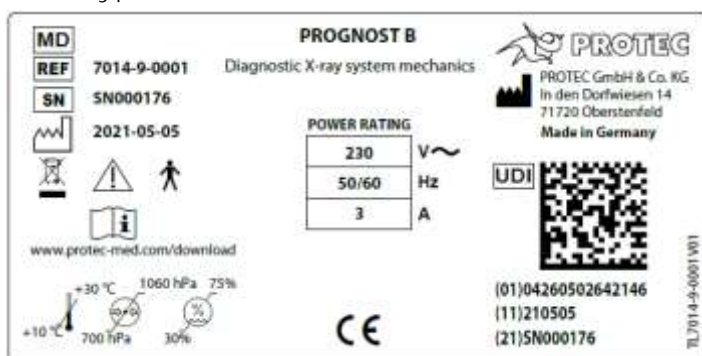 MD
REF 7014-9-0001
SN SN000176
2021-05-05
www.protec-med.com/download
+30 °C
+10 °C
1060 hPa
700 hPa
75%
%
30%
PROGNOST B
Diagnostic X-ray system mechanics
POWER RATING
230 V~
50/60 Hz
3 A
CE
PROTEC
PROTEC GmbH & Co. KG
In den Dorfwiesen 14
71720 Oberstenfeld
Made in Germany
UDI
(01)04260502642146
(11)210505
(21)SN000176
TL7014-9-0001V01